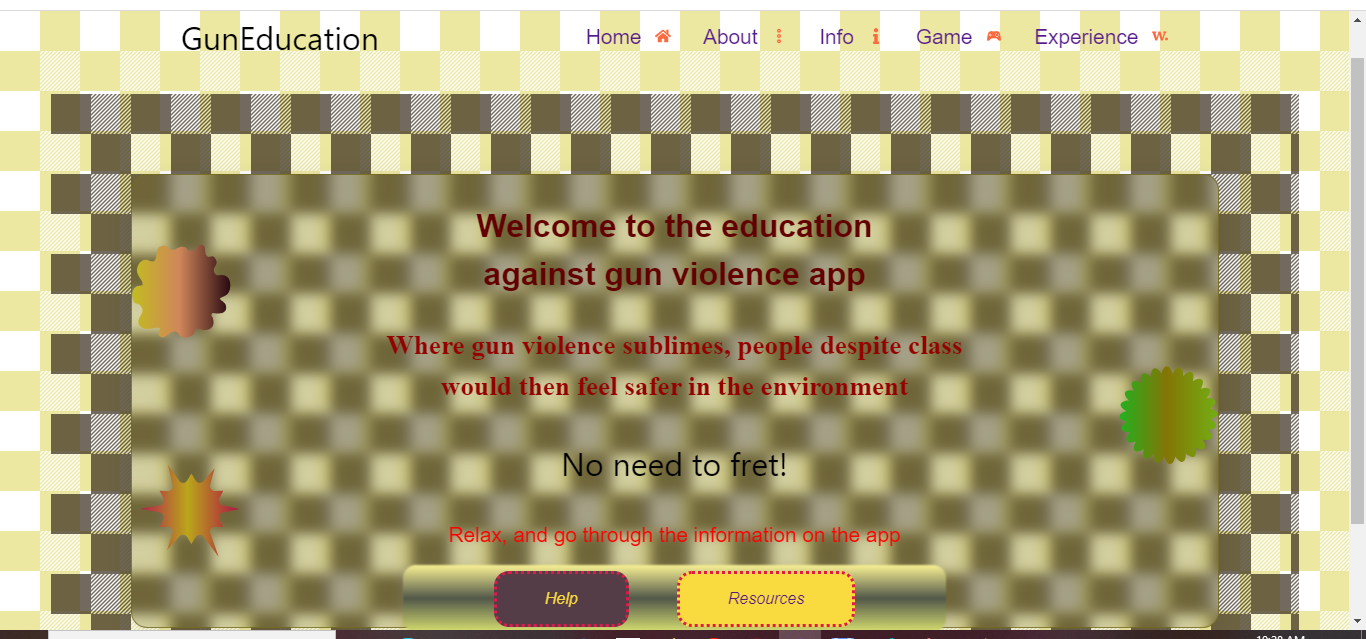 GunEducation
Home About Info Game Experience w.
Welcome to the education
against gun violence app
Where gun violence sublimes, people despite class
would then feel safer in the environment
No need to fret!
Relax, and go through the information on the app
Help Resources